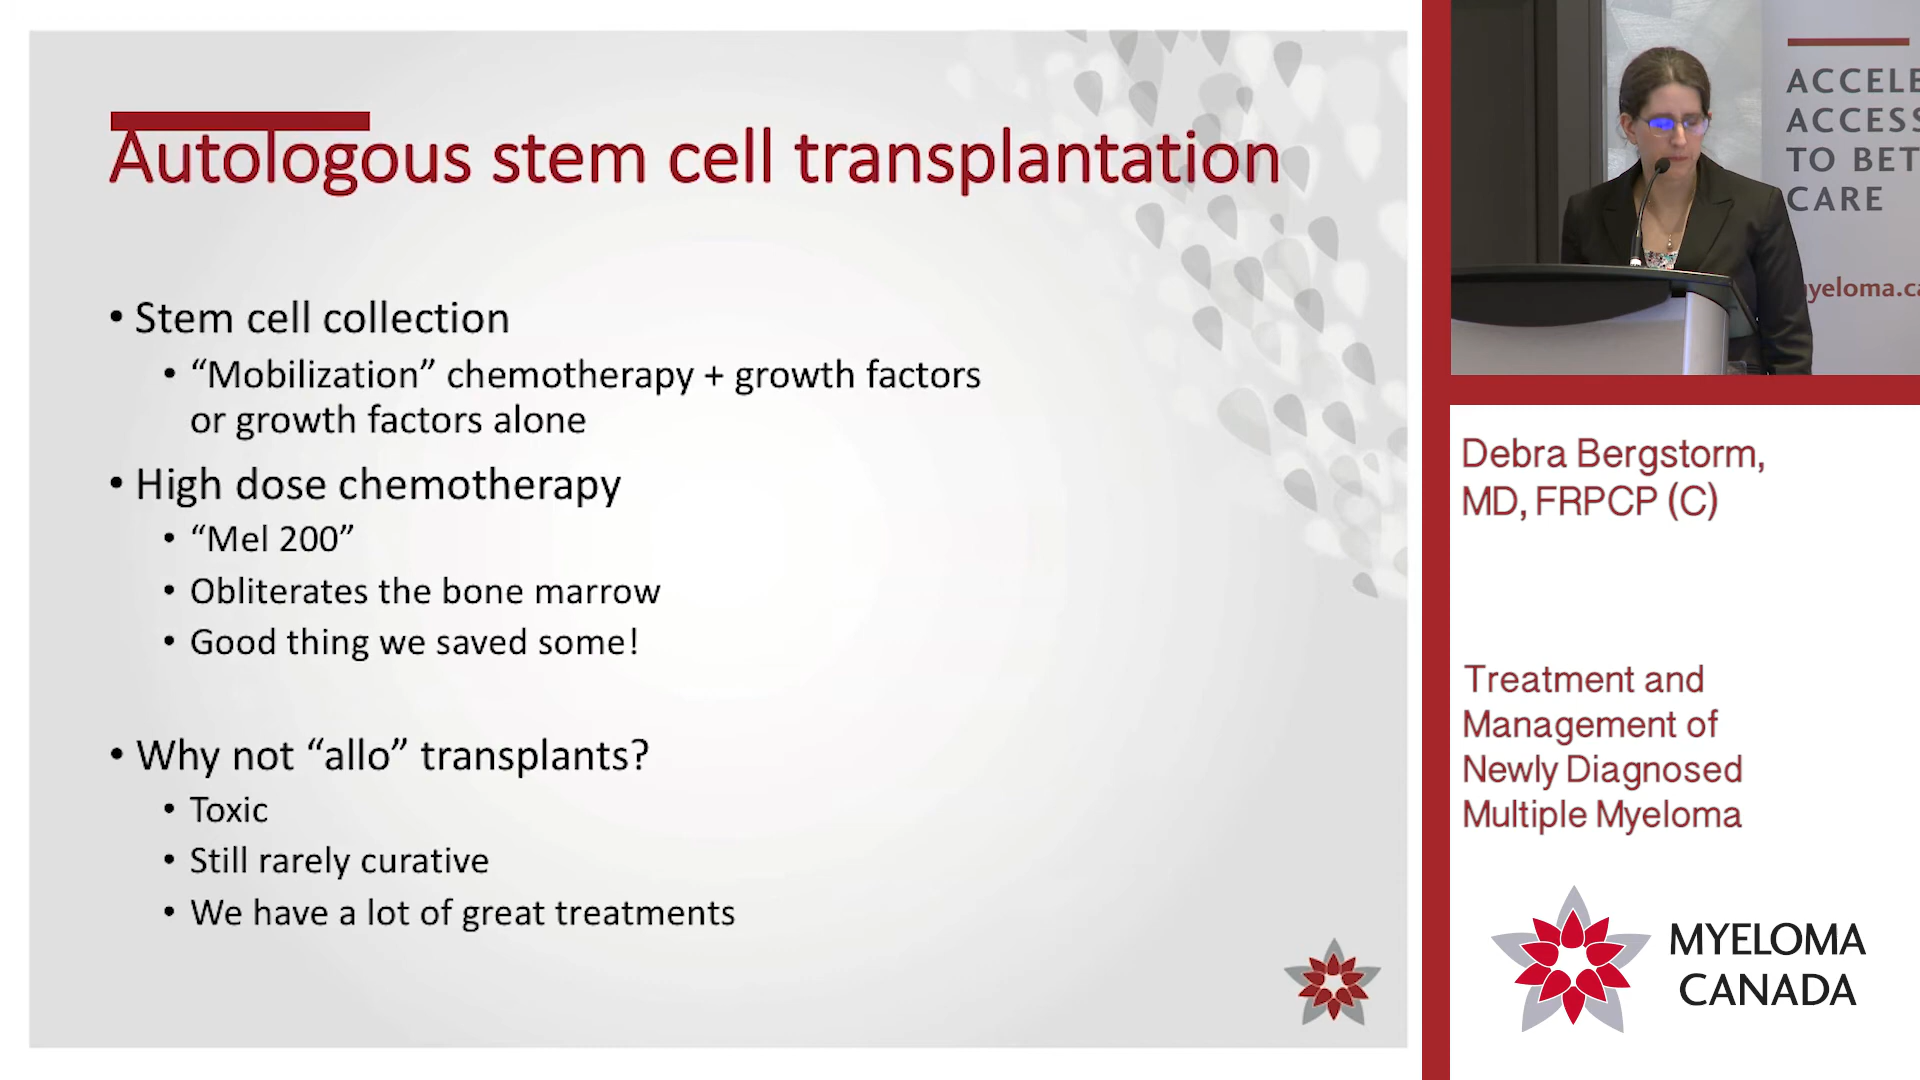 Autologous stem cell transplantation
• Stem cell collection
• “Mobilization” chemotherapy + growth factors
or growth factors alone
• High dose chemotherapy
• “Mel 200”
• Obliterates the bone marrow
• Good thing we saved some!
• Why not “allo” transplants?
• Toxic
• Still rarely curative
• We have a lot of great treatments
ACCELE
ACCESS
TO BET
CARE
yeloma.ca
Debra Bergstorm,
MD, FRPCP (C)
Treatment and
Management of
Newly Diagnosed
Multiple Myeloma
MYELOMA
CANADA